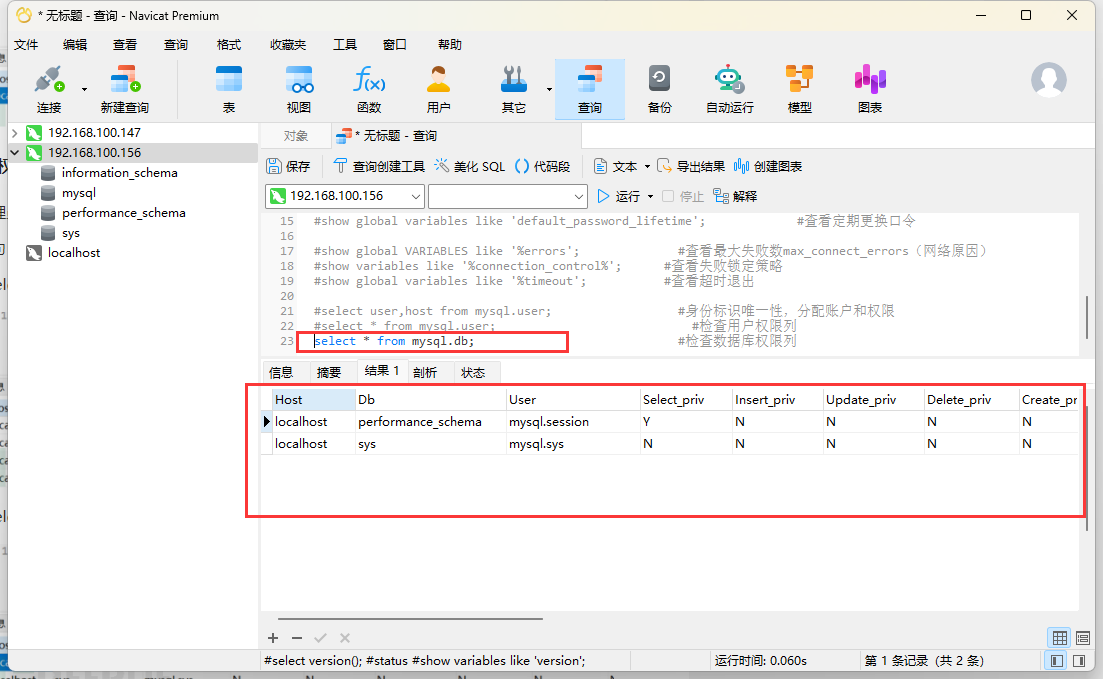 * 无标题 - 查询 - Navicat Premium
文件 编辑 查看 查询 格式 收藏夹 工具 窗口 帮助
连接 新建查询 表 视图 函数 用户 其它 查询 备份 自动运行 模型 图表
192.168.100.147
192.168.100.156
information_schema
mysql
performance_schema
sys
localhost
对象 * 无标题 - 查询
保存 查询创建工具 美化 SQL 代码段 文本 导出结果 创建图表
192.168.100.156 运行 停止 解释
15 #show global variables like 'default_password_lifetime'; #查看定期更换口令
16
17 #show global VARIABLES like '%errors'; #查看最大失败数max_connect_errors（网络原因）
18 #show variables like '%connection_control%'; #查看失败锁定策略
19 #show global variables like '%timeout'; #查看超时退出
20
21 #select user,host from mysql.user; #身份标识唯一性，分配账户和权限
22 #select * from mysql.user; #检查用户权限列
23 select * from mysql.db; #检查数据库权限列
信息 摘要 结果 1 剖析 状态
Host Db User Select_priv Insert_priv Update_priv Delete_priv Create_pr
localhost performance_schema mysql.session Y N N N N
localhost sys mysql.sys N N N N N
#select version(); #status #show variables like 'version'; 运行时间: 0.060s 第 1 条记录 (共 2 条)